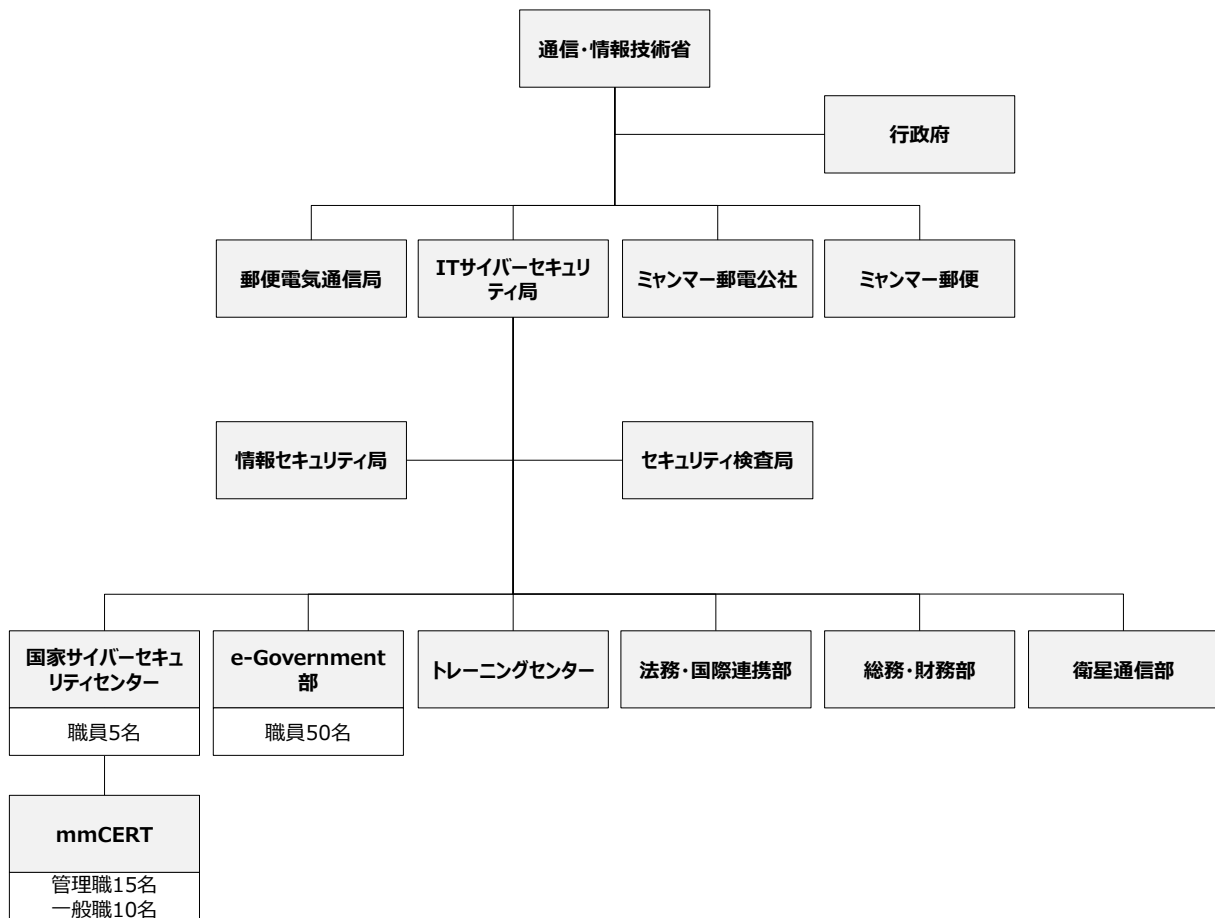 通信・情報技術省
行政府
郵便電気通信局
ITサイバーセキュリ
ティ局
ミャンマー郵電公社
ミャンマー郵便
情報セキュリティ局
セキュリティ検査局
国家サイバーセキュ
リティセンター
職員5名
e-Government
部
職員50名
トレーニングセンター
法務・国際連携部
総務・財務部
衛星通信部
mmCERT
管理職15名
一般職10名